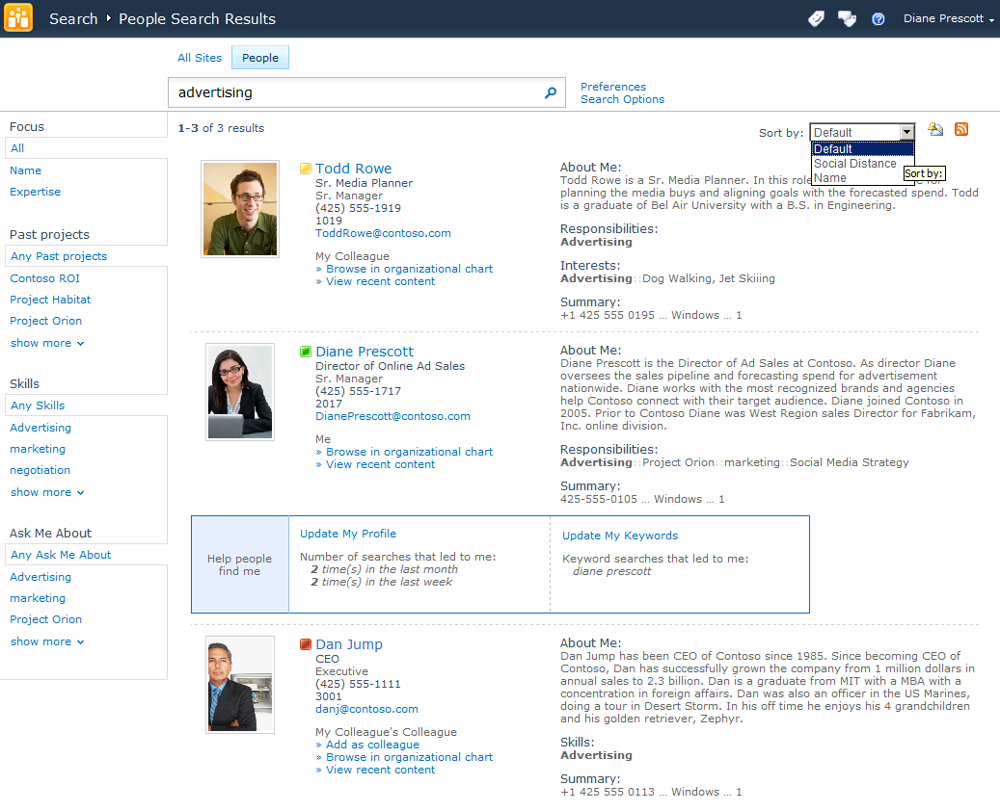 Search People Search Results
Diane Prescott
All Sites People
advertising
Preferences
Search Options
Focus
All
Name
Expertise
Past projects
Any Past projects
Contoso ROI
Project Habitat
Project Orion
show more
Skills
Any Skills
Advertising
marketing
negotiation
show more
Ask Me About
Any Ask Me About
Advertising
marketing
Project Orion
show more
1-3 of 3 results
Sort by: Default
Default
Social Distance
Name
Sort by:
Todd Rowe
Sr. Media Planner
Sr. Manager
(425) 555-1919
1019
ToddRowe@contoso.com
My Colleague
» Browse in organizational chart
» View recent content
About Me:
Todd Rowe is a Sr. Media Planner. In this role
planning the media buys and aligning goals with the forecasted spend. Todd
is a graduate of Bel Air University with a B.S. in Engineering.
Responsibilities:
Advertising
Interests:
Advertising::Dog Walking, Jet Skiiing
Summary:
+1 425 555 0195 ... Windows ... 1
Diane Prescott
Director of Online Ad Sales
Sr. Manager
(425) 555-1717
2017
DianePrescott@contoso.com
Me
» Browse in organizational chart
» View recent content
About Me:
Diane Prescott is the Director of Ad Sales at Contoso. As director Diane
oversees the sales pipeline and forecasting spend for advertisement
nationwide. Diane works with the most recognized brands and agencies
help Contoso connect with their target audience. Diane joined Contoso in
2005. Prior to Contoso Diane was West Region sales Director for Fabrikam,
Inc. online division.
Responsibilities:
Advertising::Project Orion::marketing::Social Media Strategy
Summary:
425-555-0105 ... Windows ... 1
Help people
find me
Update My Profile
Number of searches that led to me:
2 time(s) in the last month
2 time(s) in the last week
Update My Keywords
Keyword searches that led to me:
diane prescott
Dan Jump
CEO
Executive
(425) 555-1111
3001
danj@contoso.com
My Colleague's Colleague
» Add as colleague
» Browse in organizational chart
» View recent content
About Me:
Dan Jump has been CEO of Contoso since 1985. Since becoming CEO of
Contoso, Dan has successfully grown the company from 1 million dollars in
annual sales to 2.3 billion. Dan is a graduate from MIT with a MBA with a
concentration in foreign affairs. Dan was also an officer in the US Marines,
doing a tour in Desert Storm. In his off time he enjoys his 4 grandchildren
and his golden retriever, Zephyr.
Skills:
Advertising
Summary:
+1 425 555 0113 ... Windows ... 1